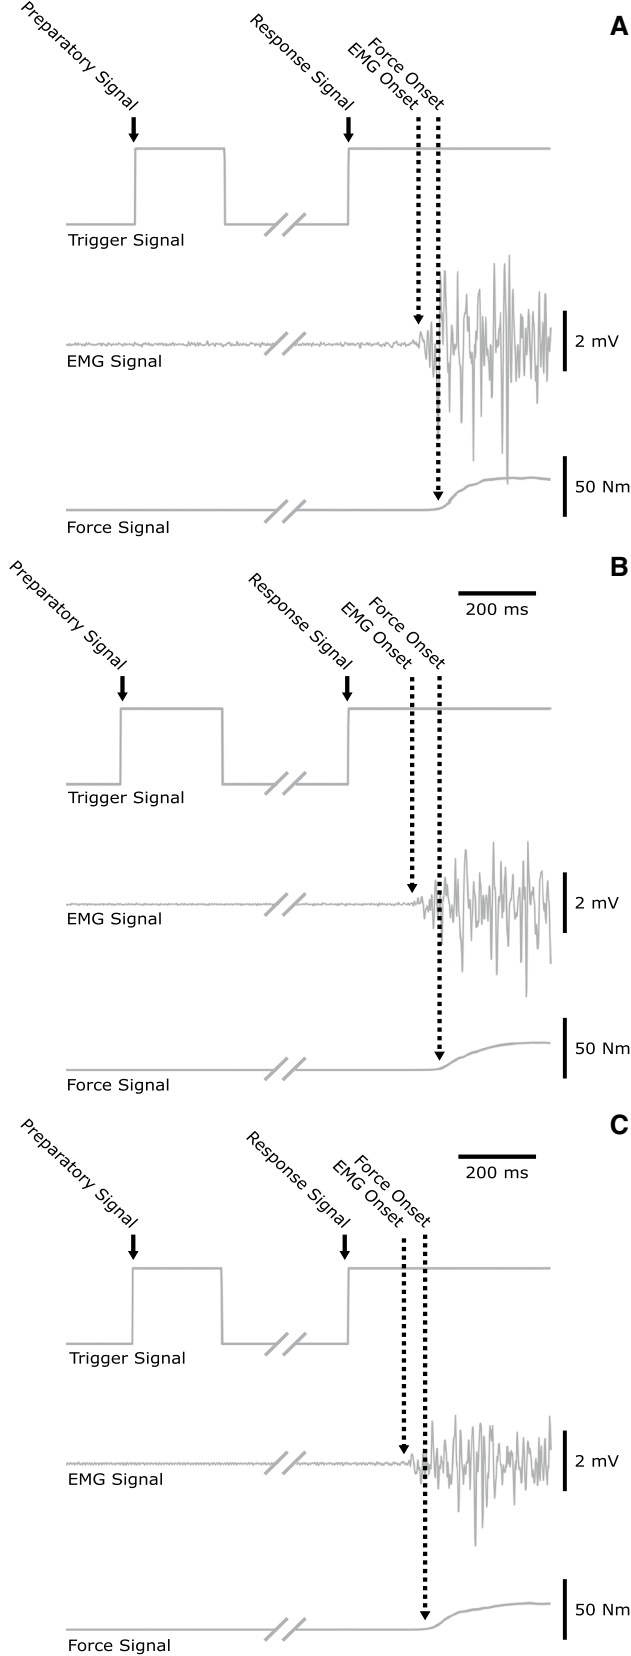 A
Preparatory Signal
Response Signal
Force Onset
EMG Onset
Trigger Signal
EMG Signal
2 mV
50 Nm
Force Signal
B
200 ms
Preparatory Signal
Response Signal
Force Onset
EMG Onset
Trigger Signal
EMG Signal
2 mV
50 Nm
Force Signal
C
200 ms
Preparatory Signal
Response Signal
Force Onset
EMG Onset
Trigger Signal
EMG Signal
2 mV
50 Nm
Force Signal